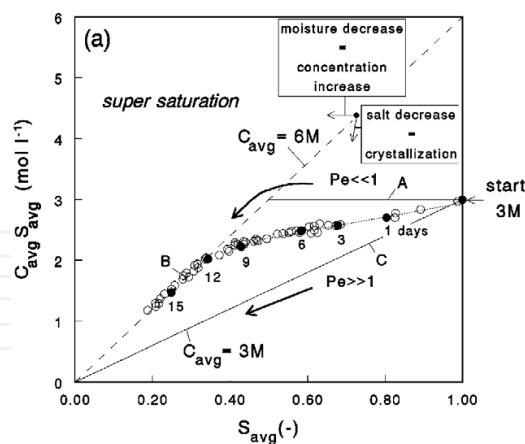 (a)
moisture decrease
=
concentration
increase
salt decrease
=
crystallization
super saturation
C_avg = 6M
Pe<<1
A
start
3M
1 days
3
6
9
12
15
B
C
Pe>>1
C_avg = 3M
6
5
4
3
2
1
0
0.00 0.20 0.40 0.60 0.80 1.00
C_avg S_avg (mol l⁻¹)
S_avg (-)